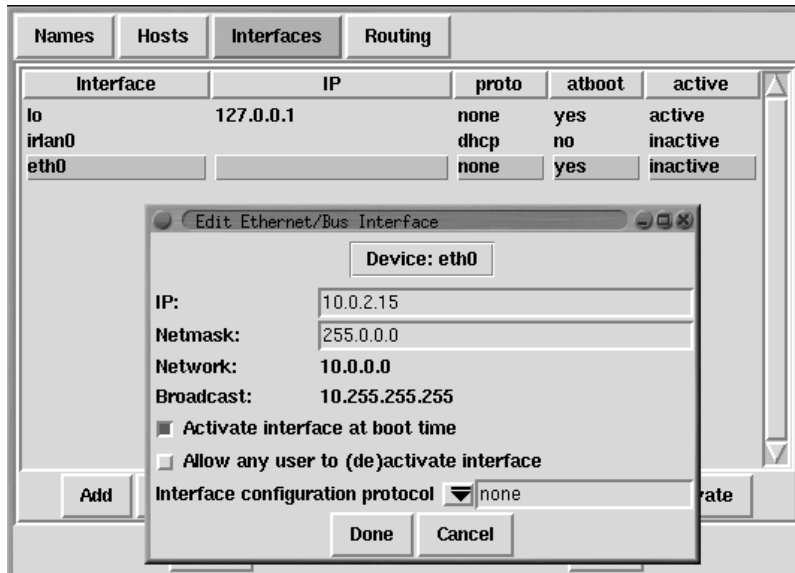 Names Hosts Interfaces Routing
Interface IP proto atboot active
lo 127.0.0.1 none yes active
irlan0 dhcp no inactive
eth0 none yes inactive
Edit Ethernet/Bus Interface
Device: eth0
IP: 10.0.2.15
Netmask: 255.0.0.0
Network: 10.0.0.0
Broadcast: 10.255.255.255
Activate interface at boot time
Allow any user to (de)activate interface
Interface configuration protocol none
Add vate
Done Cancel